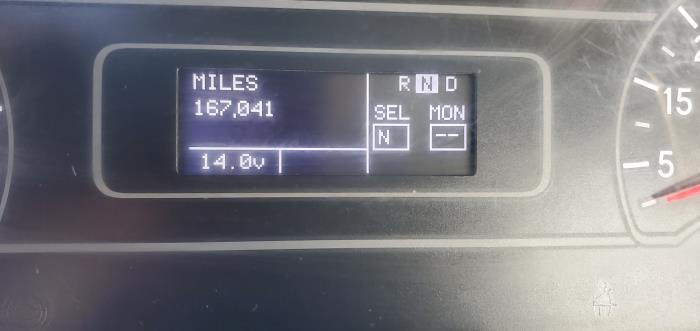 MILES
167,041
14.0v
R N D
SEL MON
N --
15
5